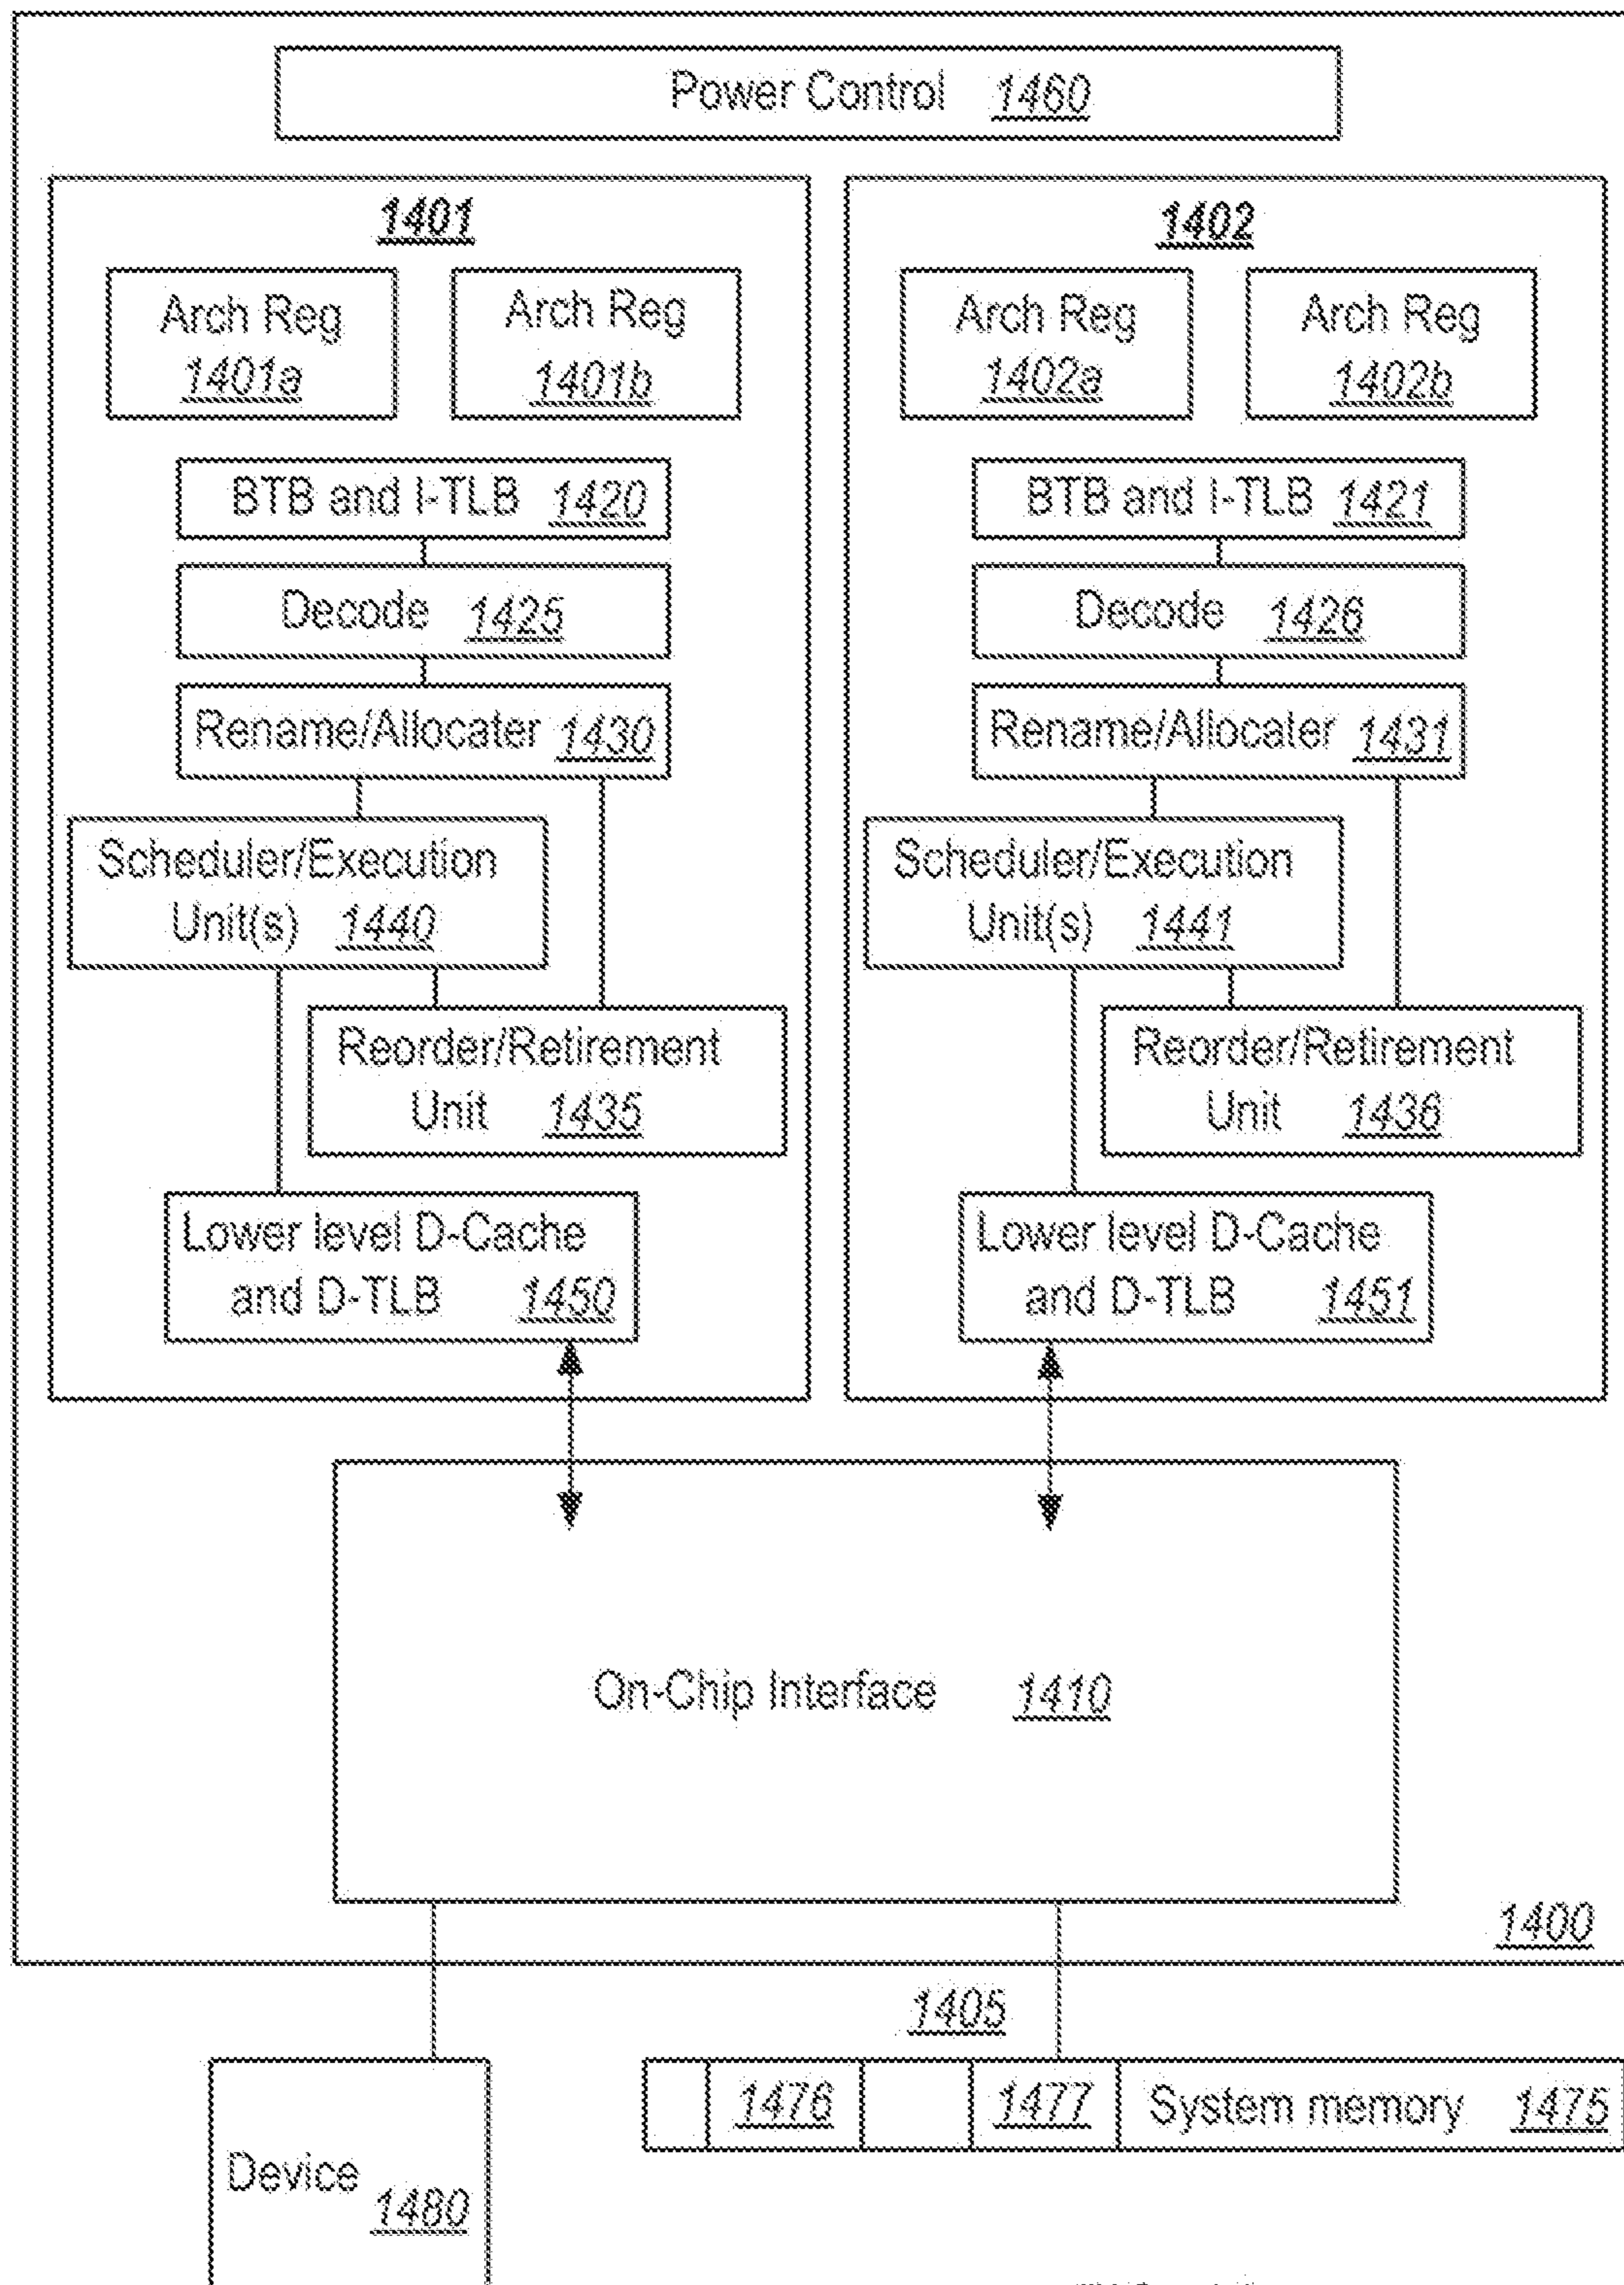 Power Control 1460
1401
Arch Reg
1401a
Arch Reg
1401b
BTB and I-TLB 1420
Decode 1425
Rename/Allocater 1430
Scheduler/Execution
Unit(s) 1440
Reorder/Retirement
Unit 1435
Lower level D-Cache
and D-TLB 1450
1402
Arch Reg
1402a
Arch Reg
1402b
BTB and I-TLB 1421
Decode 1426
Rename/Allocater 1431
Scheduler/Execution
Unit(s) 1441
Reorder/Retirement
Unit 1436
Lower level D-Cache
and D-TLB 1451
On-Chip Interface 1410
1400
1405
1476
1477
System memory 1475
Device 1480